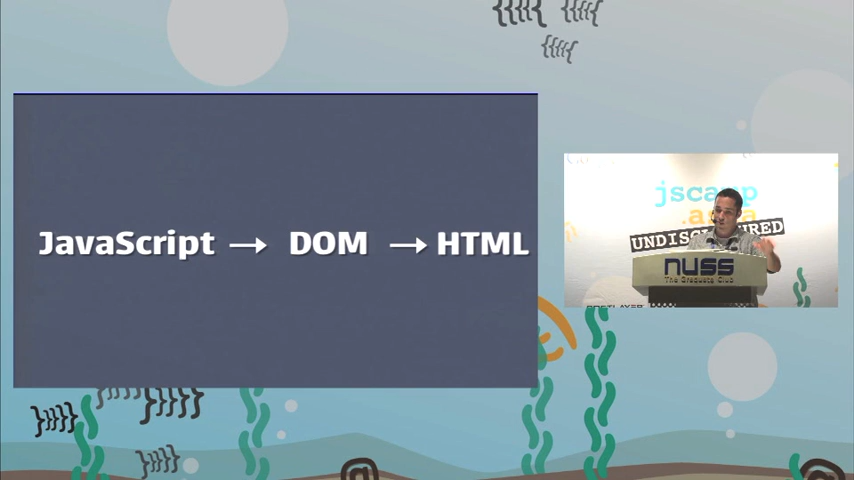 JavaScript → DOM → HTML
jscamp
.asia
UNDISCOVERED
NUSS
The Graduate Club